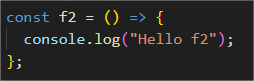 const f2 = () => {
  console.log("Hello f2");
};